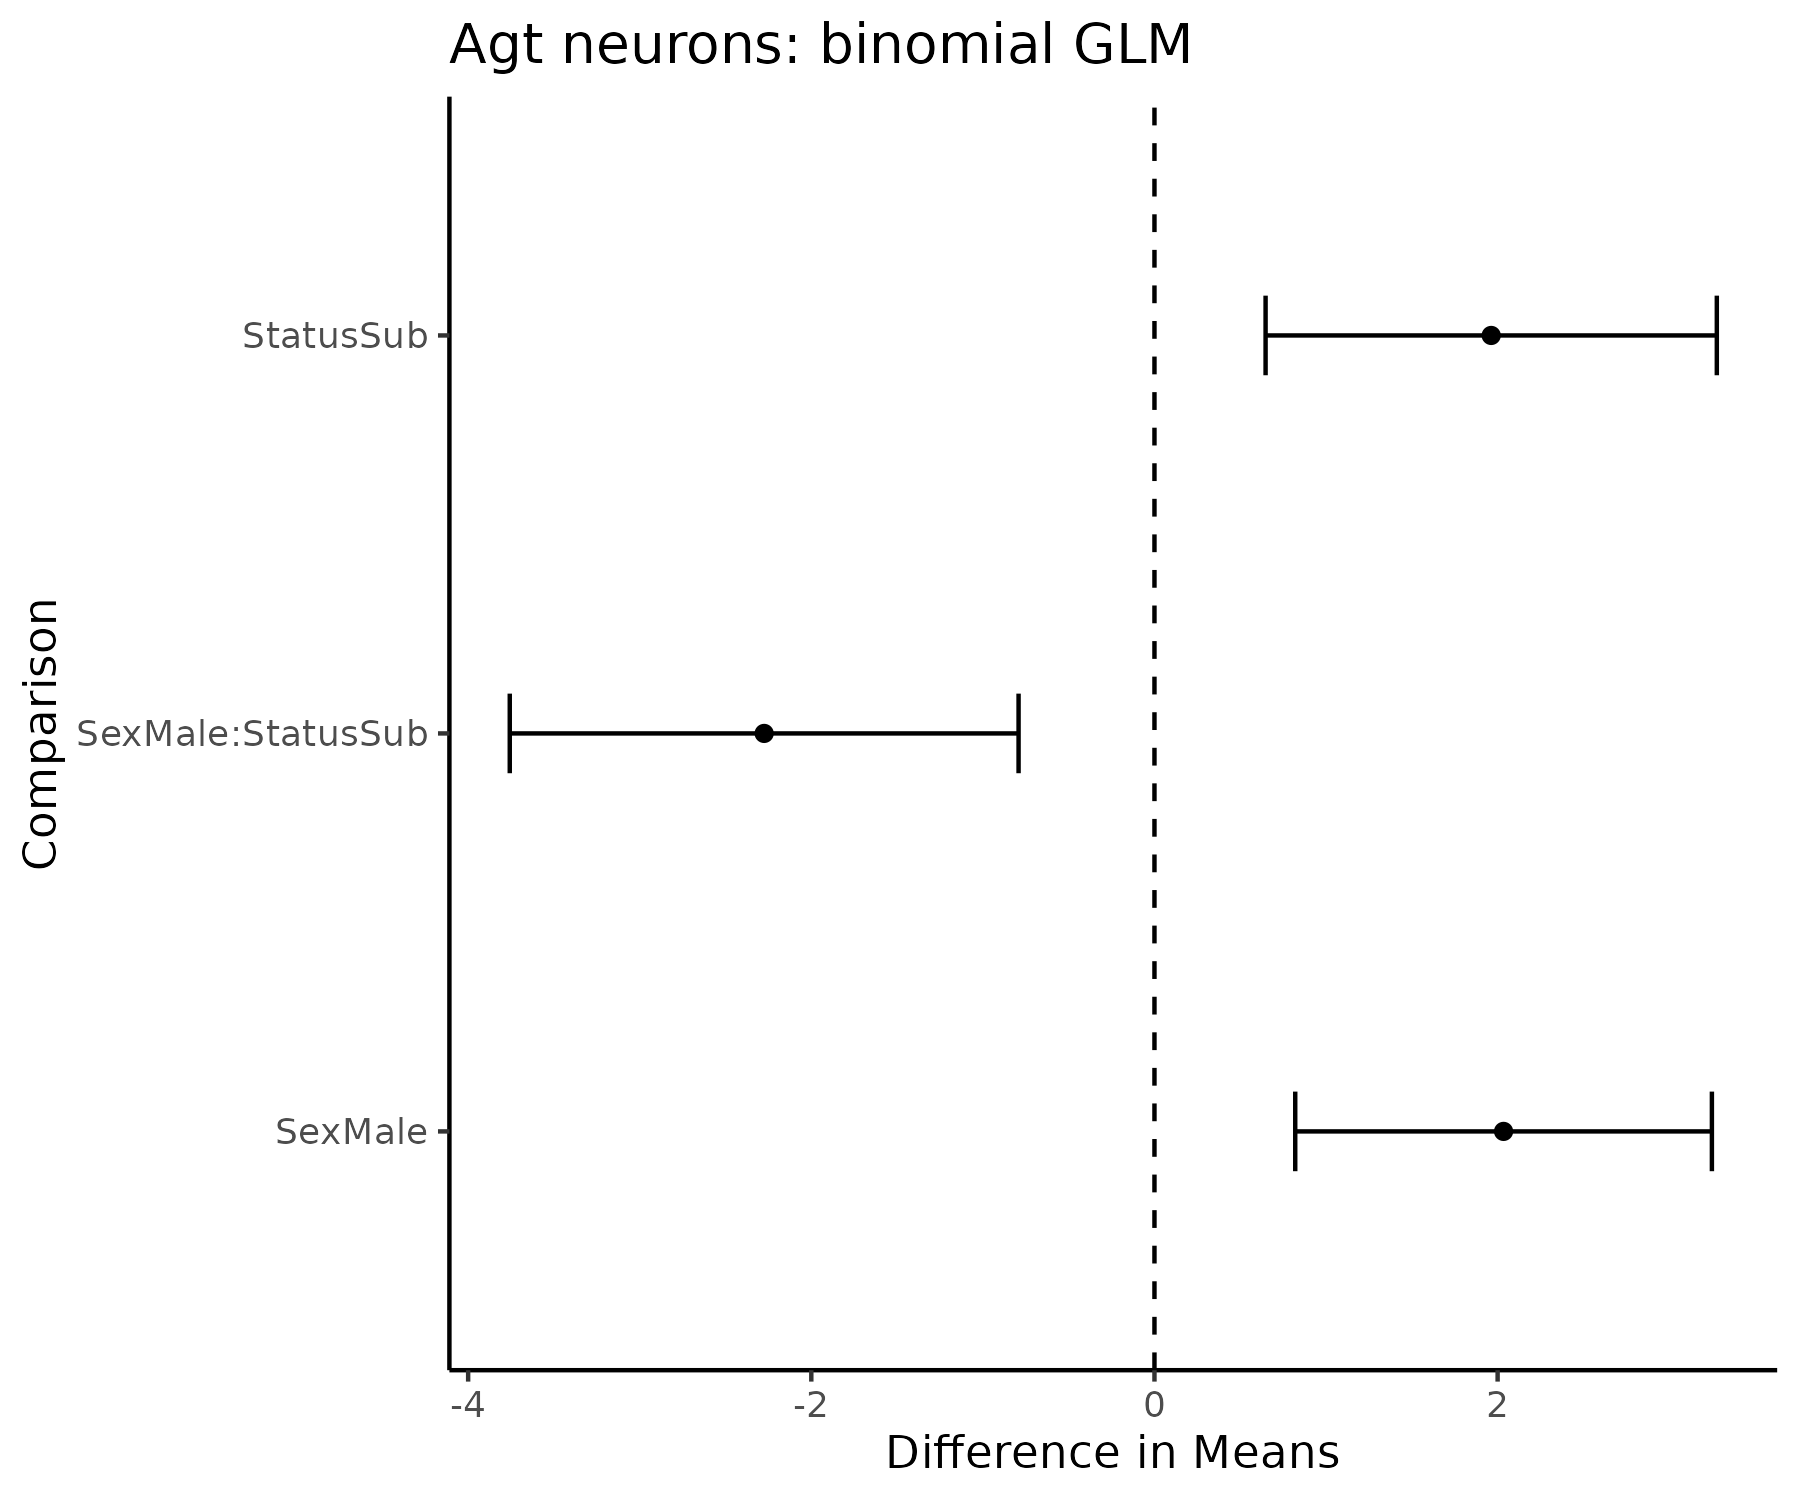 Agt neurons: binomial GLM
Comparison
StatusSub
SexMale:StatusSub
SexMale
-4 -2 0 2
Difference in Means